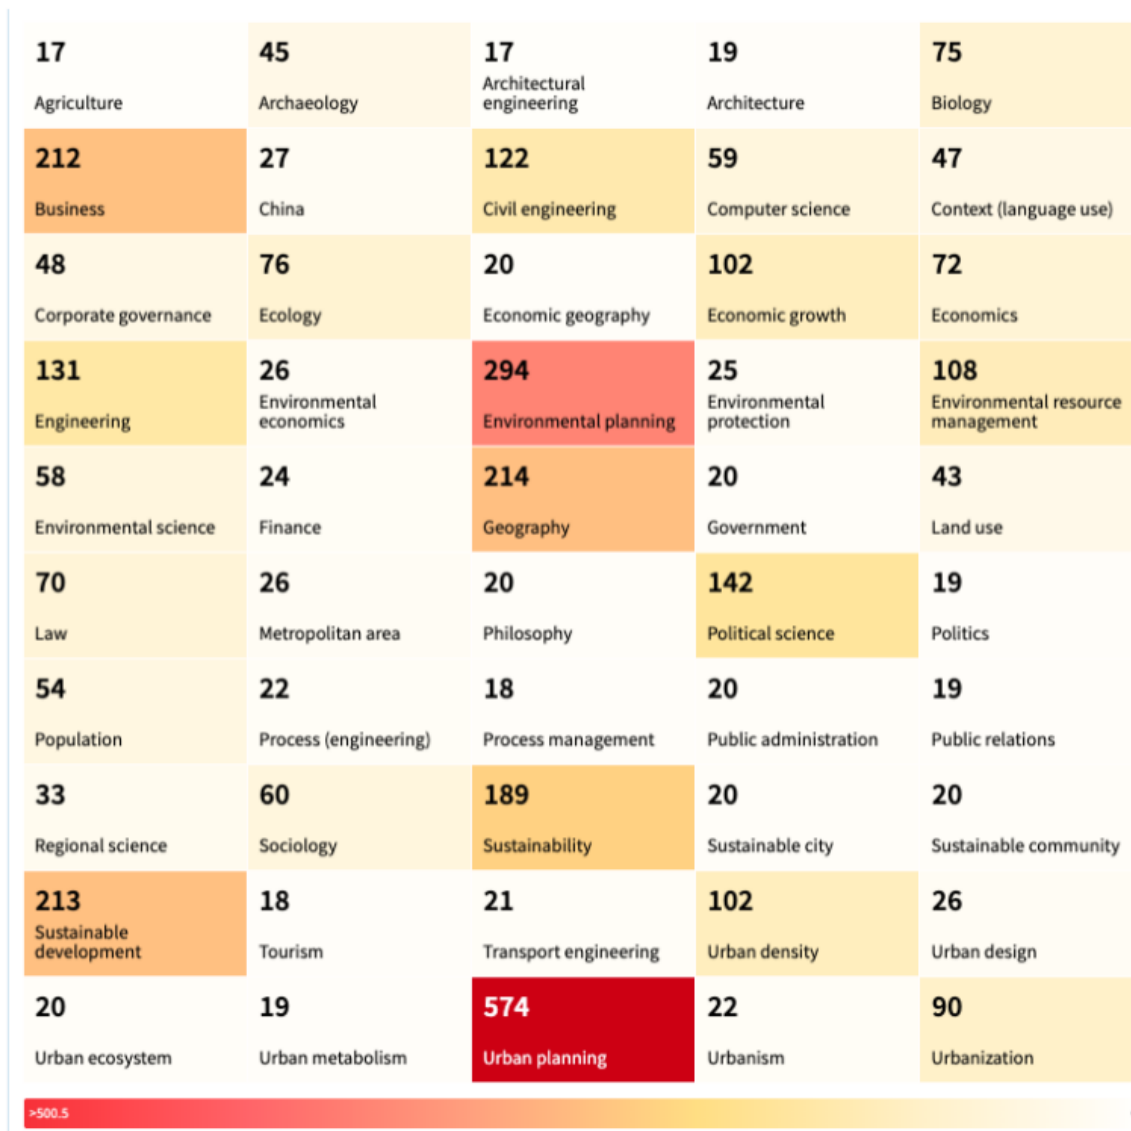 17 45 17 19 75
Agriculture Archaeology Architectural engineering Architecture Biology
212 27 122 59 47
Business China Civil engineering Computer science Context (language use)
48 76 20 102 72
Corporate governance Ecology Economic geography Economic growth Economics
131 26 294 25 108
Engineering Environmental economics Environmental planning Environmental protection Environmental resource management
58 24 214 20 43
Environmental science Finance Geography Government Land use
70 26 20 142 19
Law Metropolitan area Philosophy Political science Politics
54 22 18 20 19
Population Process (engineering) Process management Public administration Public relations
33 60 189 20 20
Regional science Sociology Sustainability Sustainable city Sustainable community
213 18 21 102 26
Sustainable development Tourism Transport engineering Urban density Urban design
20 19 574 22 90
Urban ecosystem Urban metabolism Urban planning Urbanism Urbanization
>500.5